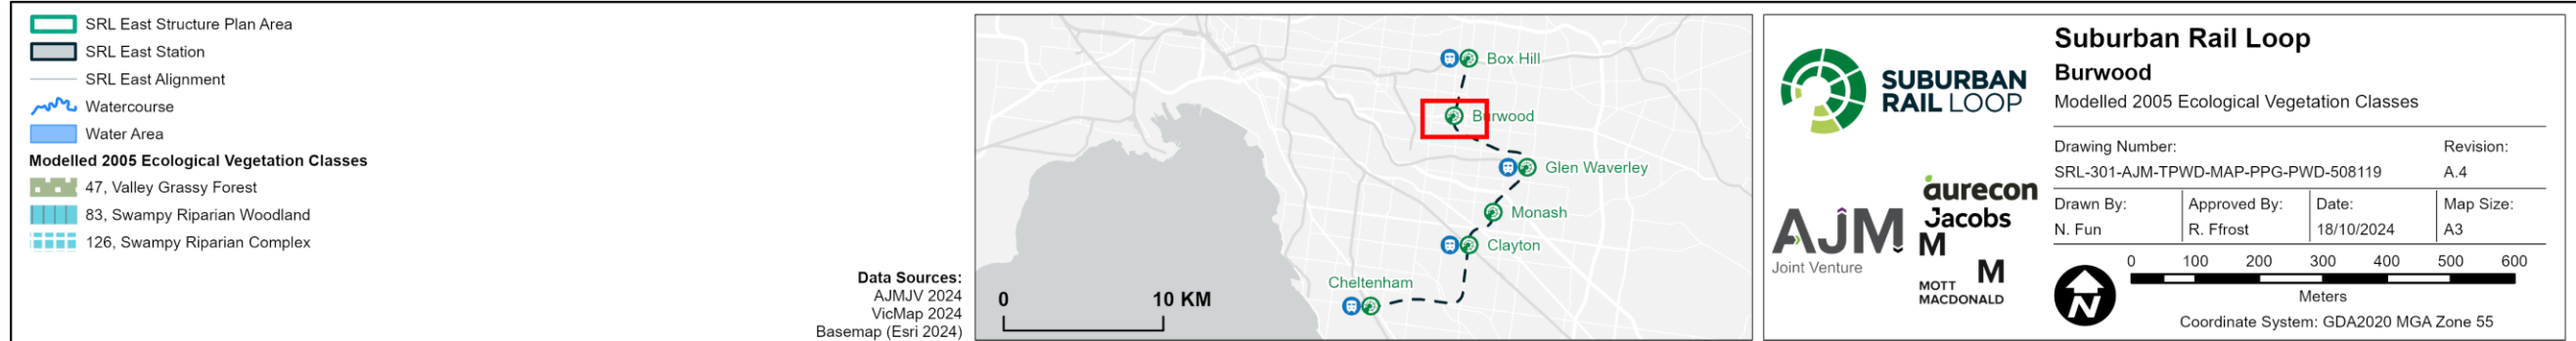 SRL East Structure Plan Area
SRL East Station
SRL East Alignment
Watercourse
Water Area
Modelled 2005 Ecological Vegetation Classes
47, Valley Grassy Forest
83, Swampy Riparian Woodland
126, Swampy Riparian Complex
Data Sources:
AJMJV 2024
VicMap 2024
Basemap (Esri 2024)
Box Hill
Burwood
Glen Waverley
Monash
Clayton
Cheltenham
0 10 KM
SUBURBAN
RAIL LOOP
AJM
Joint Venture
aurecon
Jacobs
M
M
MOTT
MACDONALD
Suburban Rail Loop
Burwood
Modelled 2005 Ecological Vegetation Classes
Drawing Number: Revision:
SRL-301-AJM-TPWD-MAP-PPG-PWD-508119 A.4
Drawn By: Approved By: Date: Map Size:
N. Fun R. Ffrost 18/10/2024 A3
N
0 100 200 300 400 500 600
Meters
Coordinate System: GDA2020 MGA Zone 55